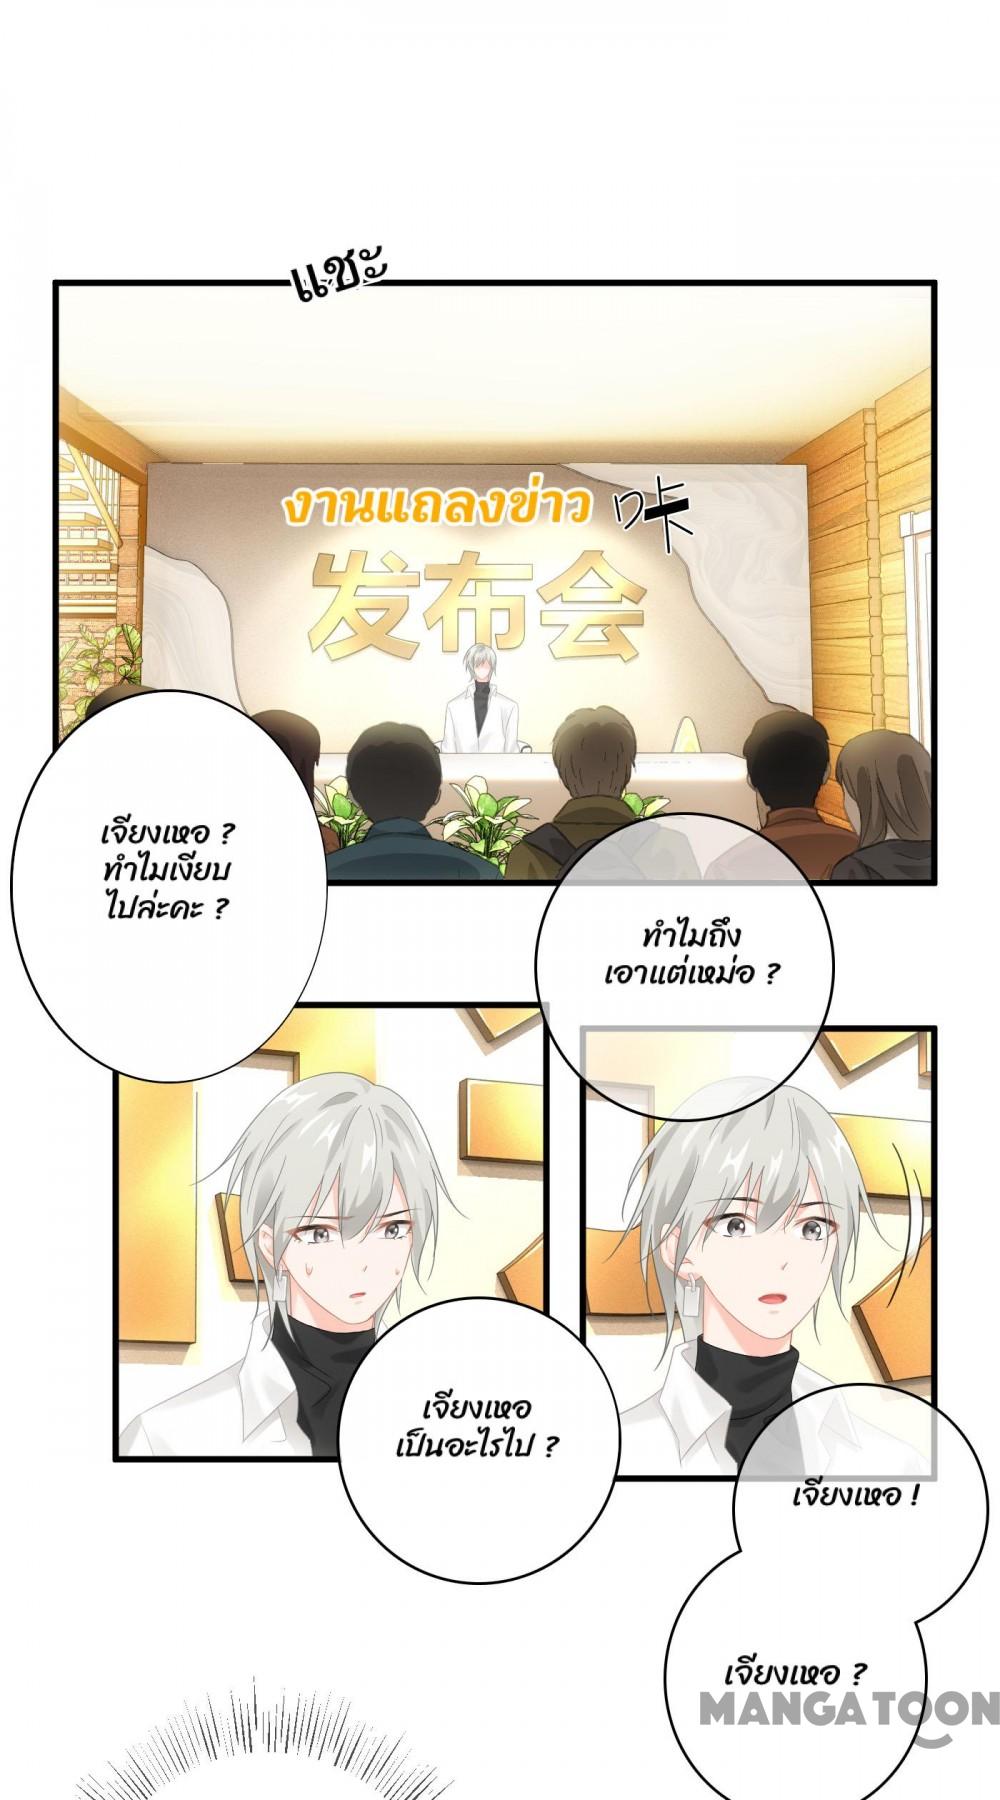 แชะ
งานแถลงข่าว
咔
发布会
เจียงเหอ ?
ทำไมเงียบ
ไปล่ะคะ ?
ทำไมถึง
เอาแต่เหม่อ ?
เจียงเหอ
เป็นอะไรไป ?
เจียงเหอ !
เจียงเหอ ?
MANGATOON